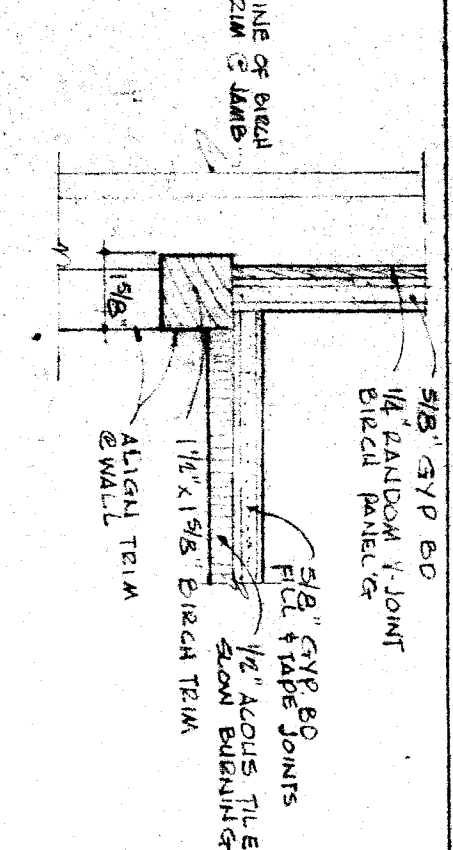 5/8" GYP BD
1/4" RANDOM V-JOINT
BIRCH PANEL'G
5/8" GYP. BD
FILL & TAPE JOINTS
1/2" ACOUS. TILE
SLOW BURNING
1 1/2" x 1 5/8" BIRCH TRIM
ALIGN TRIM
@ WALL
1 5/8"
INE OF BIRCH
RIM @ JAMB